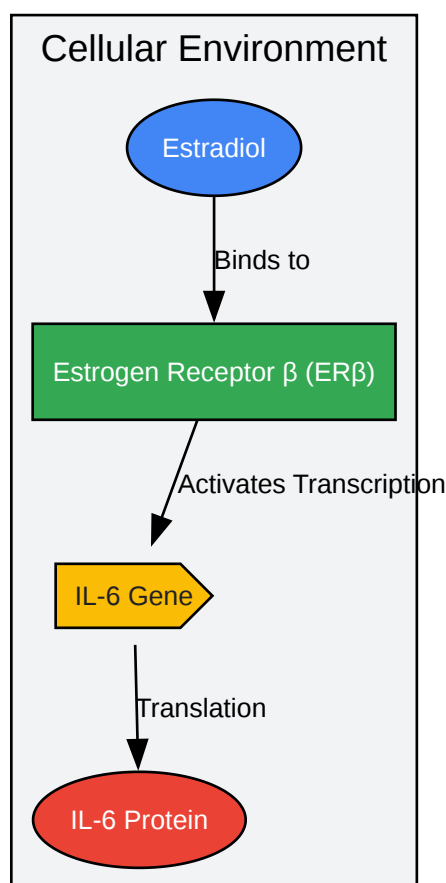 Cellular Environment
Estradiol
Binds to
Estrogen Receptor β (ERβ)
Activates Transcription
IL-6 Gene
Translation
IL-6 Protein